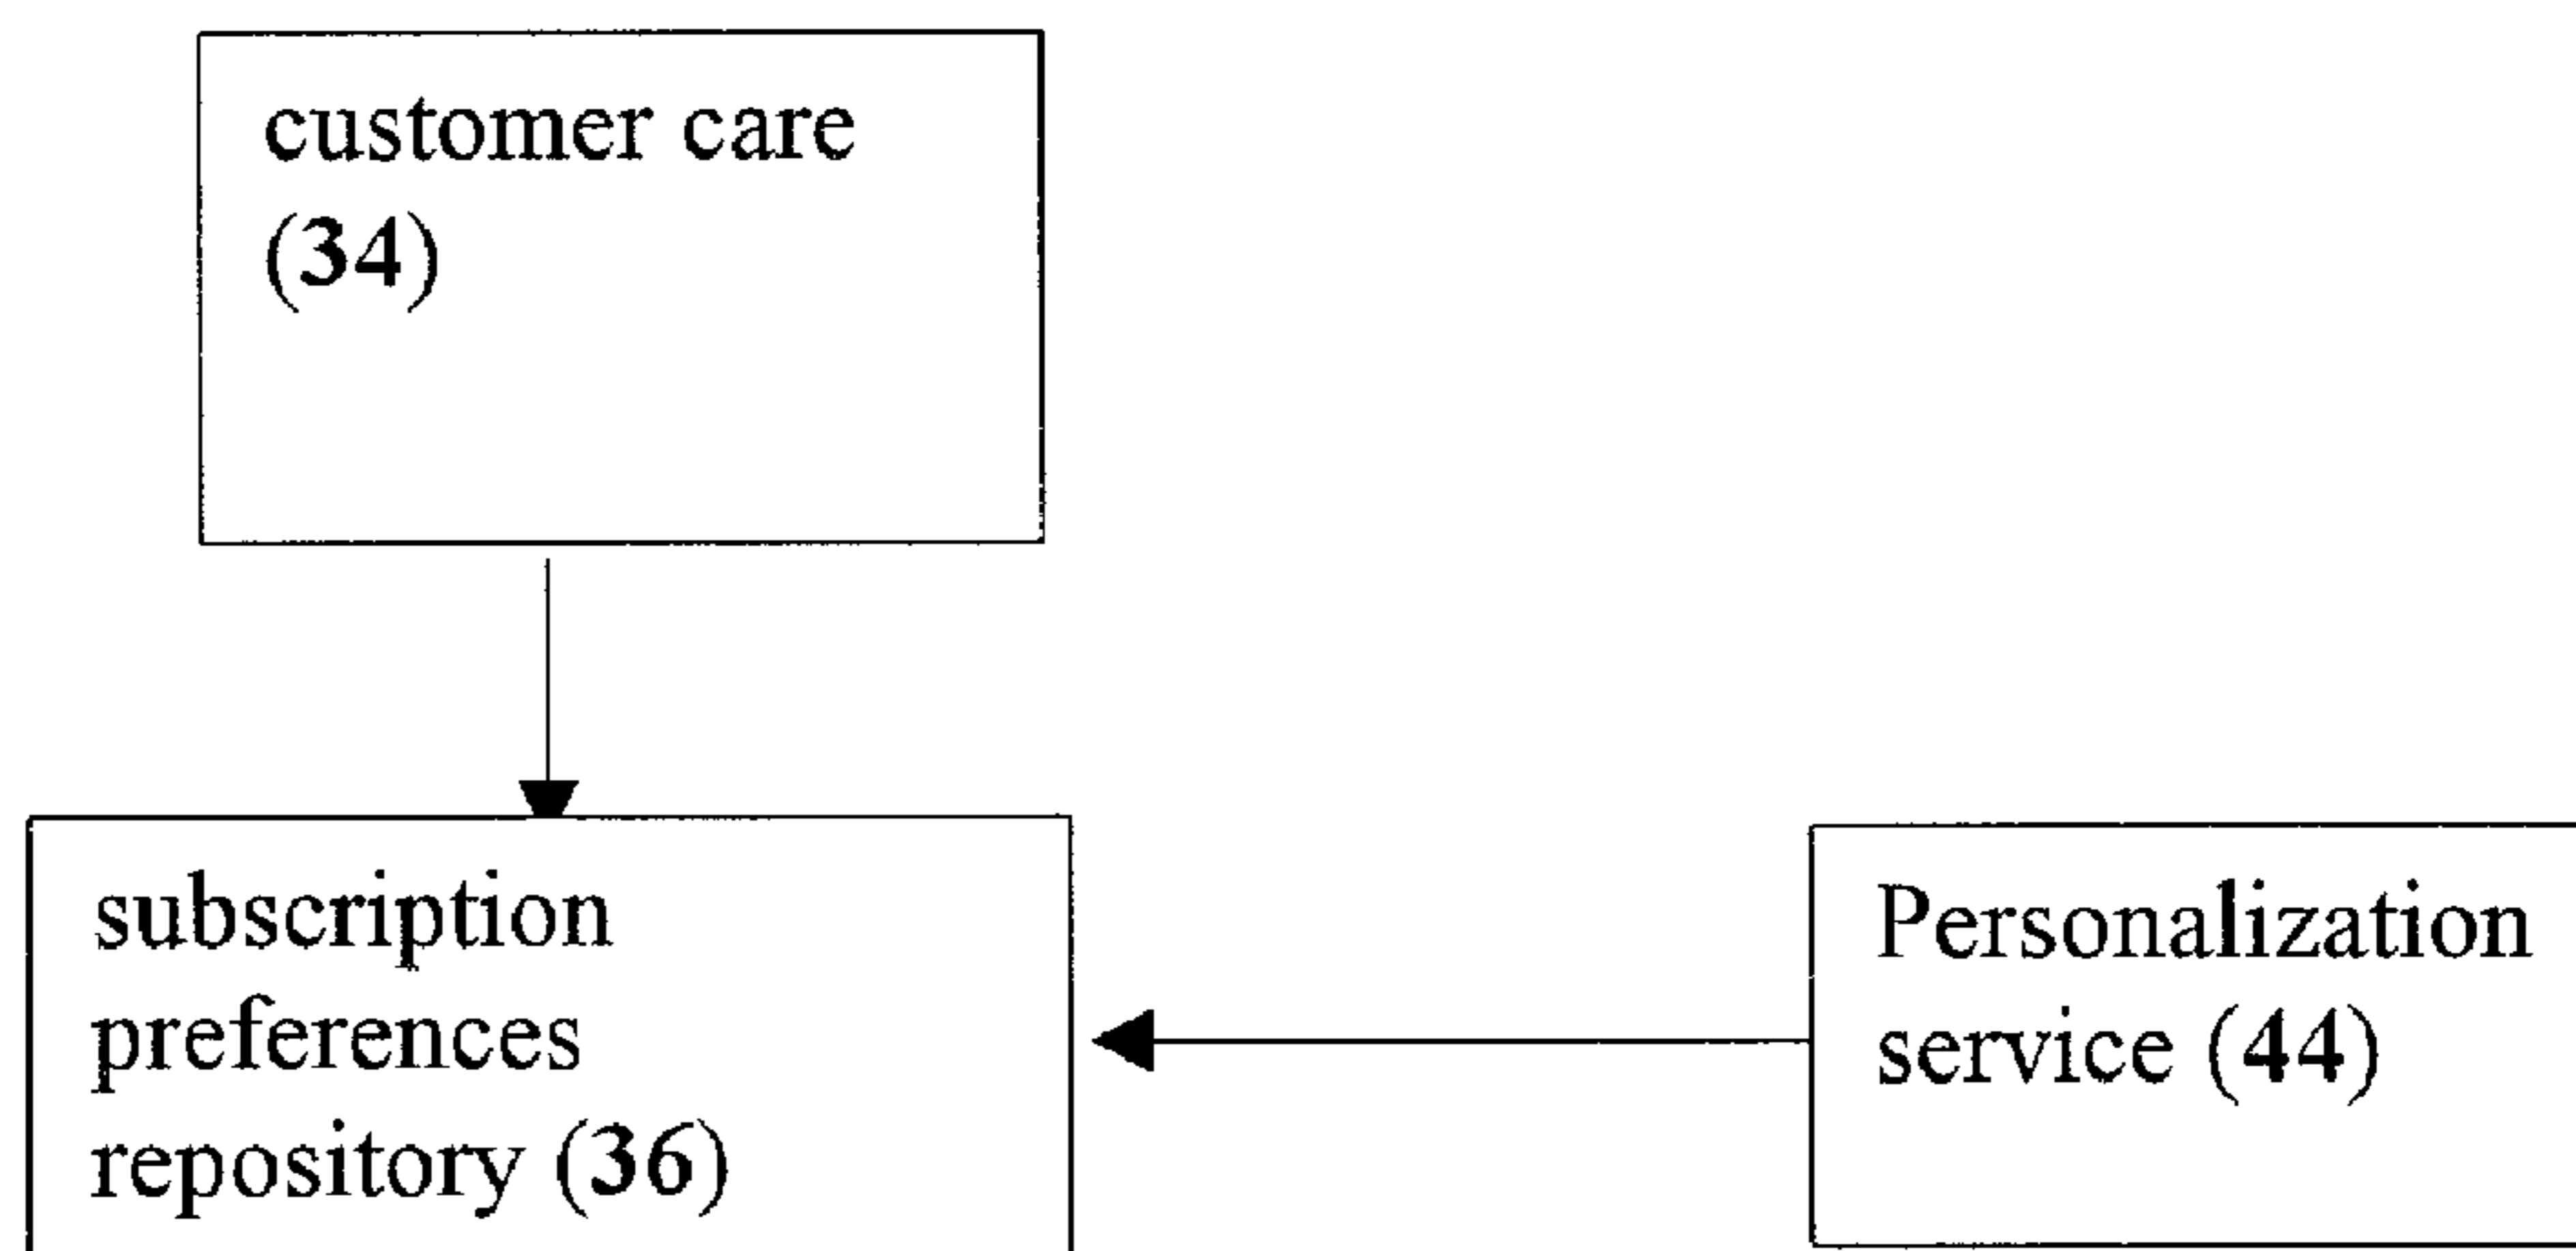 customer care
(34)
subscription
preferences
repository (36)
Personalization
service (44)